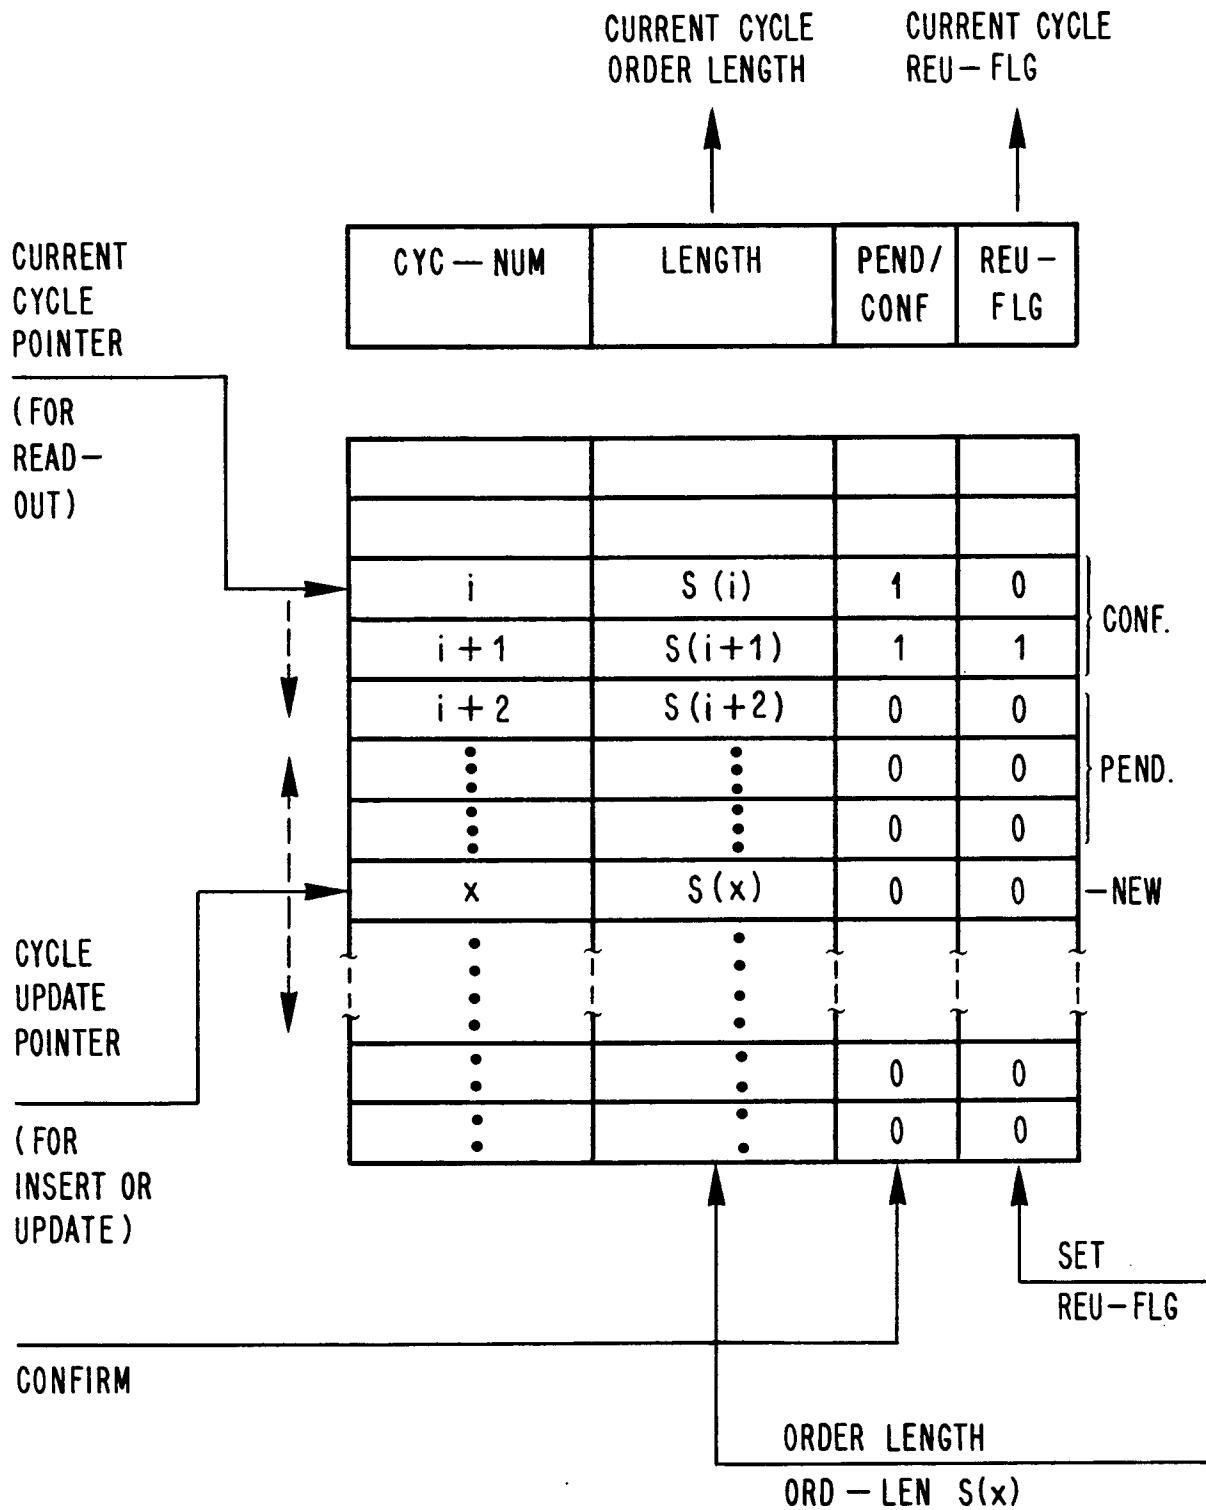 CURRENT CYCLE
ORDER LENGTH
CURRENT CYCLE
REU-FLG
CURRENT
CYCLE
POINTER
(FOR
READ-
OUT)
CYC-NUM
LENGTH
PEND/
CONF
REU-
FLG
i S(i) 1 0
i+1 S(i+1) 1 1
CONF.
i+2 S(i+2) 0 0
0 0
PEND.
0 0
x S(x) 0 0
-NEW
CYCLE
UPDATE
POINTER
(FOR
INSERT OR
UPDATE)
0 0
0 0
SET
REU-FLG
CONFIRM
ORDER LENGTH
ORD-LEN S(x)